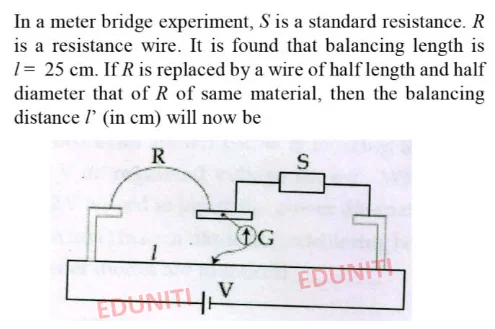 In a meter bridge experiment, S is a standard resistance. R
is a resistance wire. It is found that balancing length is
l = 25 cm. If R is replaced by a wire of half length and half
diameter that of R of same material, then the balancing
distance l' (in cm) will now be
R
S
G
l
V
EDUNITI
EDUNITI